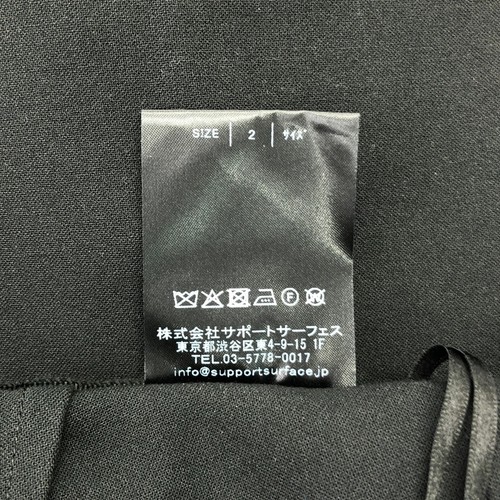 SIZE | 2 | サイズ
F W
株式会社サポートサーフェス
東京都渋谷区東4-9-15 1F
TEL.03-5778-0017
info@supportsurface.jp